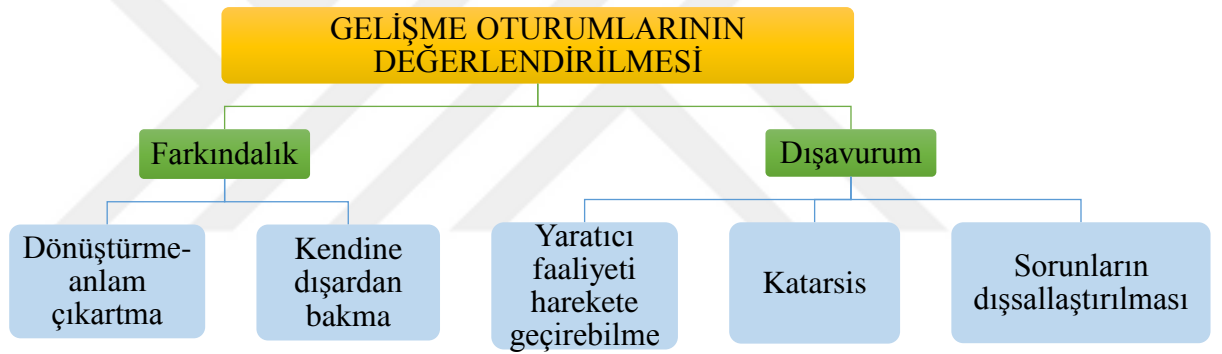 GELİŞME OTURUMLARININ
DEĞERLENDİRİLMESİ
Farkındalık
Dışavurum
Dönüştürme-
anlam
çıkartma
Kendine
dışardan
bakma
Yaratıcı
faaliyeti
harekete
geçirebilme
Katarsis
Sorunların
dışsallaştırılması